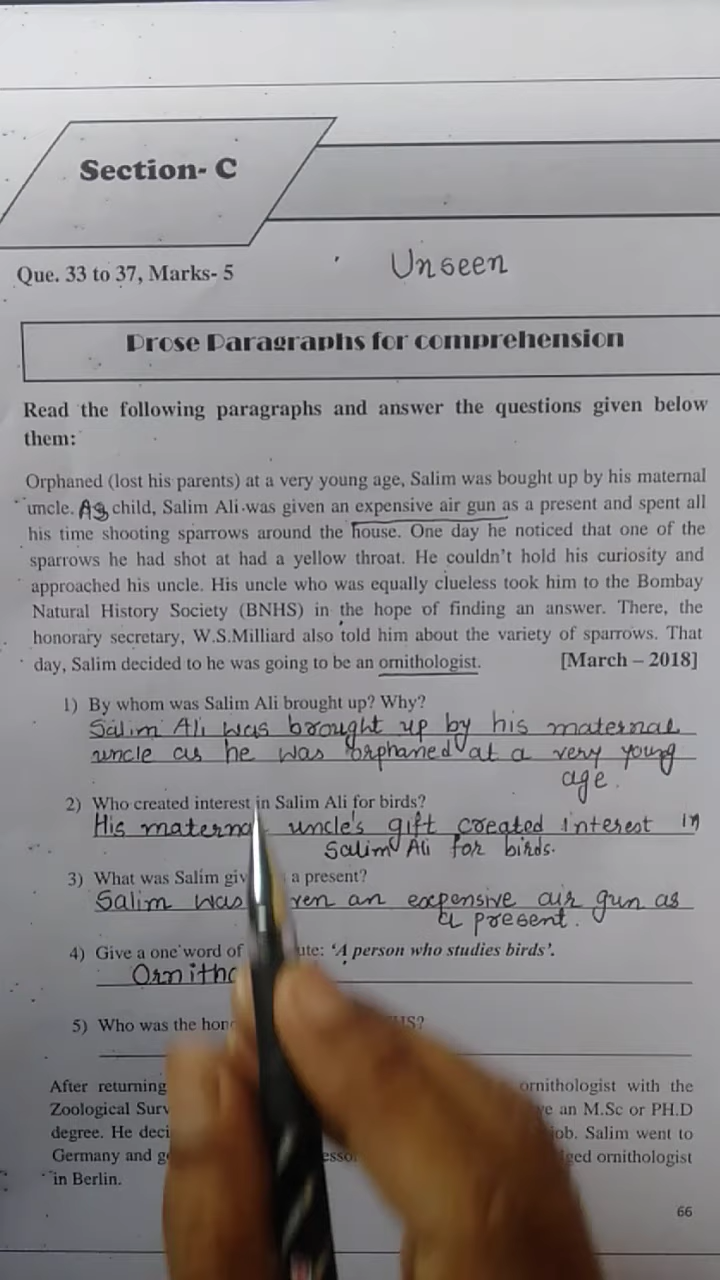 Section- C
Que. 33 to 37, Marks- 5
Unseen
Prose Paragraphs for comprehension
Read the following paragraphs and answer the questions given below
them:
Orphaned (lost his parents) at a very young age, Salim was bought up by his maternal
uncle. As child, Salim Ali was given an expensive air gun as a present and spent all
his time shooting sparrows around the house. One day he noticed that one of the
sparrows he had shot at had a yellow throat. He couldn't hold his curiosity and
approached his uncle. His uncle who was equally clueless took him to the Bombay
Natural History Society (BNHS) in the hope of finding an answer. There, the
honorary secretary, W.S.Milliard also told him about the variety of sparrows. That
day, Salim decided to he was going to be an ornithologist. [March – 2018]
1) By whom was Salim Ali brought up? Why?
Salim Ali was brought up by his maternal
uncle as he was orphaned at a very young
age.
2) Who created interest in Salim Ali for birds?
His maternal uncle's gift created interest in
Salim Ali for birds.
3) What was Salim a present?
Salim was an expensive air gun as
a present.
4) Give a one word of 'A person who studies birds'.
5) Who was the
After returning ornithologist with the
Zoological an M.Sc or PH.D
degree. He job. Salim went to
Germany and ornithologist
in Berlin.
66